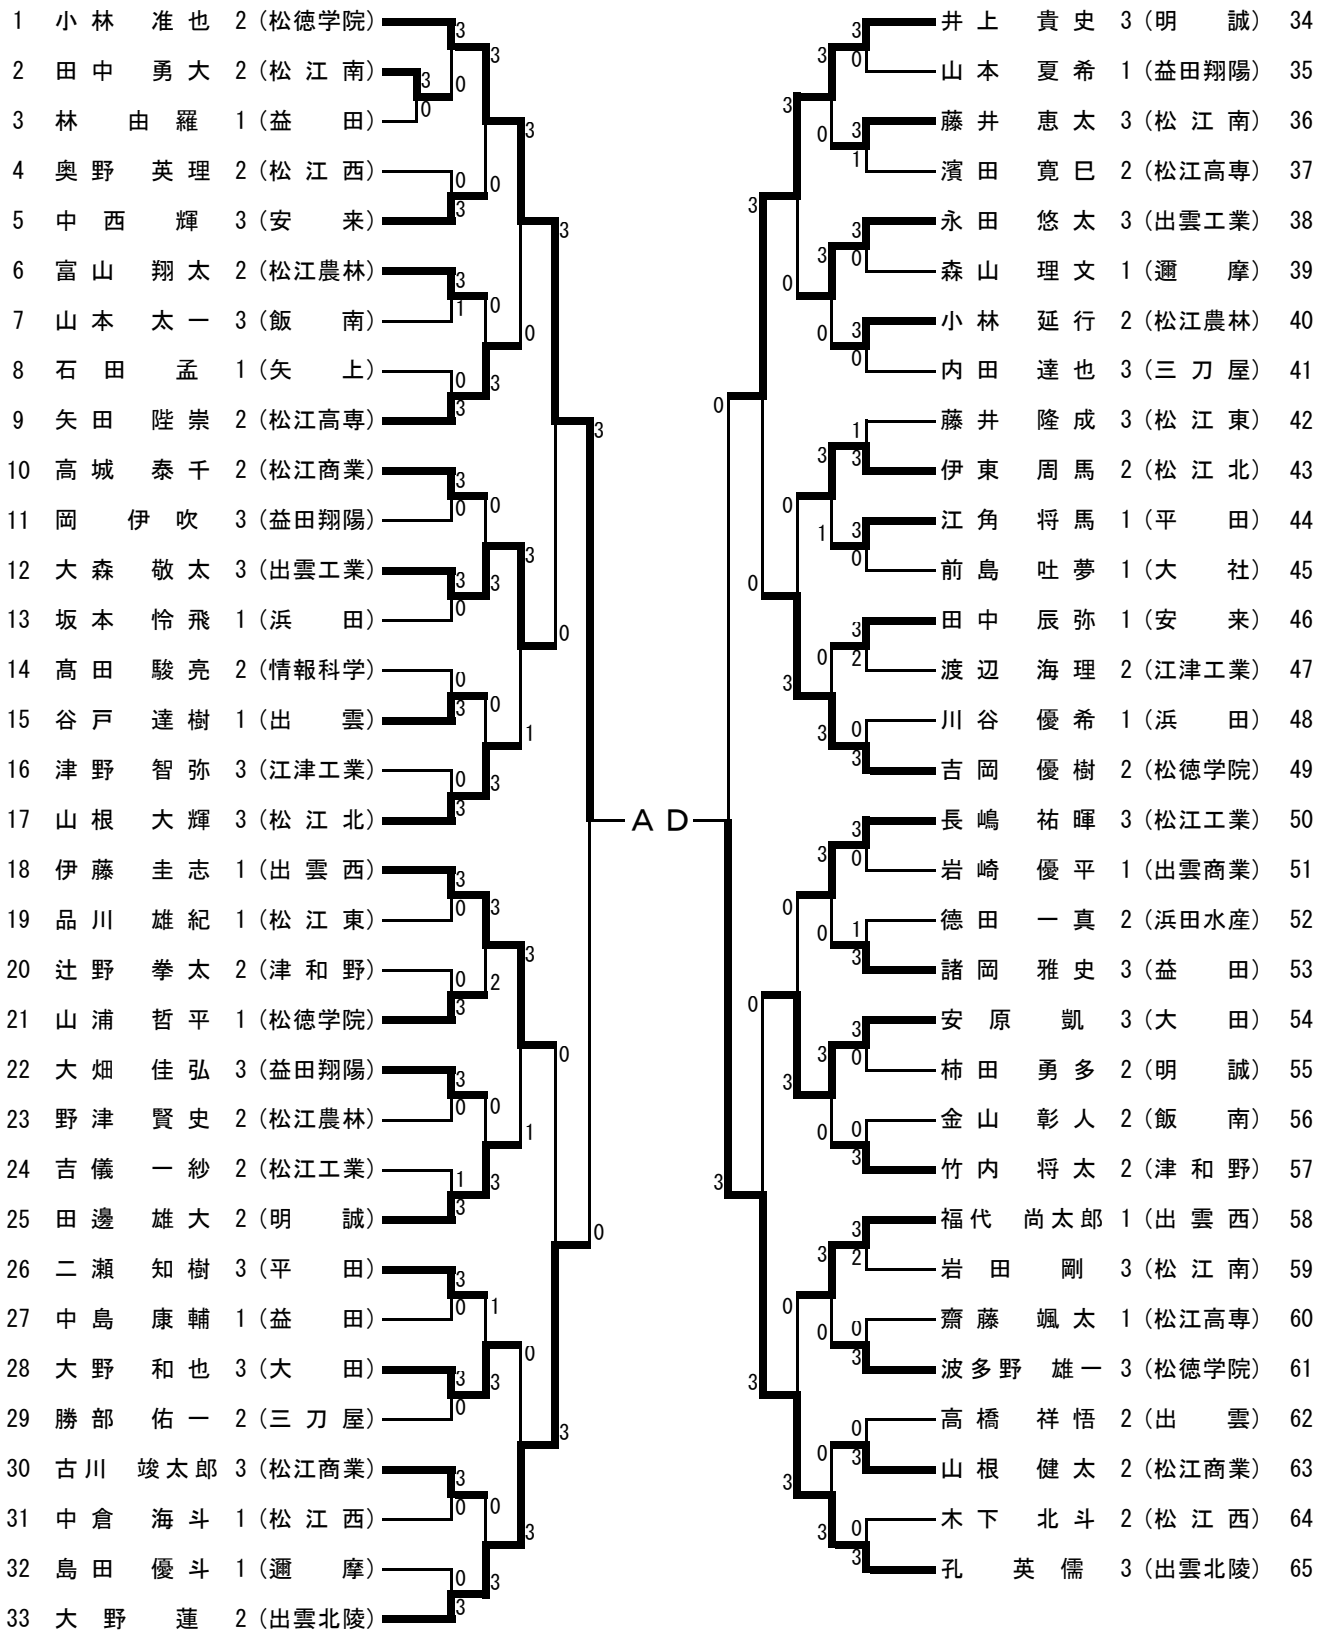 1 小林 准也 2 (松徳学院)
2 田中 勇大 2 (松江南)
3 林 由羅 1 (益田)
4 奥野 英理 2 (松江西)
5 中西 輝 3 (安来)
6 富山 翔太 2 (松江農林)
7 山本 太一 3 (飯南)
8 石田 孟 1 (矢上)
9 矢田 陛崇 2 (松江高専)
10 高城 泰千 2 (松江商業)
11 岡 伊吹 3 (益田翔陽)
12 大森 敬太 3 (出雲工業)
13 坂本 怜飛 1 (浜田)
14 髙田 駿亮 2 (情報科学)
15 谷戸 達樹 1 (出雲)
16 津野 智弥 3 (江津工業)
17 山根 大輝 3 (松江北)
18 伊藤 圭志 1 (出雲西)
19 品川 雄紀 1 (松江東)
20 辻野 拳太 2 (津和野)
21 山浦 哲平 1 (松徳学院)
22 大畑 佳弘 3 (益田翔陽)
23 野津 賢史 2 (松江農林)
24 吉儀 一紗 2 (松江工業)
25 田邊 雄大 2 (明誠)
26 二瀬 知樹 3 (平田)
27 中島 康輔 1 (益田)
28 大野 和也 3 (大田)
29 勝部 佑一 2 (三刀屋)
30 古川 竣太郎 3 (松江商業)
31 中倉 海斗 1 (松江西)
32 島田 優斗 1 (邇摩)
33 大野 蓮 2 (出雲北陵)
A D
井上 貴史 3 (明誠) 34
山本 夏希 1 (益田翔陽) 35
藤井 恵太 3 (松江南) 36
濱田 寛巳 2 (松江高専) 37
永田 悠太 3 (出雲工業) 38
森山 理文 1 (邇摩) 39
小林 延行 2 (松江農林) 40
内田 達也 3 (三刀屋) 41
藤井 隆成 3 (松江東) 42
伊東 周馬 2 (松江北) 43
江角 将馬 1 (平田) 44
前島 吐夢 1 (大社) 45
田中 辰弥 1 (安来) 46
渡辺 海理 2 (江津工業) 47
川谷 優希 1 (浜田) 48
吉岡 優樹 2 (松徳学院) 49
長嶋 祐暉 3 (松江工業) 50
岩崎 優平 1 (出雲商業) 51
德田 一真 2 (浜田水産) 52
諸岡 雅史 3 (益田) 53
安原 凱 3 (大田) 54
柿田 勇多 2 (明誠) 55
金山 彰人 2 (飯南) 56
竹内 将太 2 (津和野) 57
福代 尚太郎 1 (出雲西) 58
岩田 剛 3 (松江南) 59
齋藤 颯太 1 (松江高専) 60
波多野 雄一 3 (松徳学院) 61
高橋 祥悟 2 (出雲) 62
山根 健太 2 (松江商業) 63
木下 北斗 2 (松江西) 64
孔 英儒 3 (出雲北陵) 65